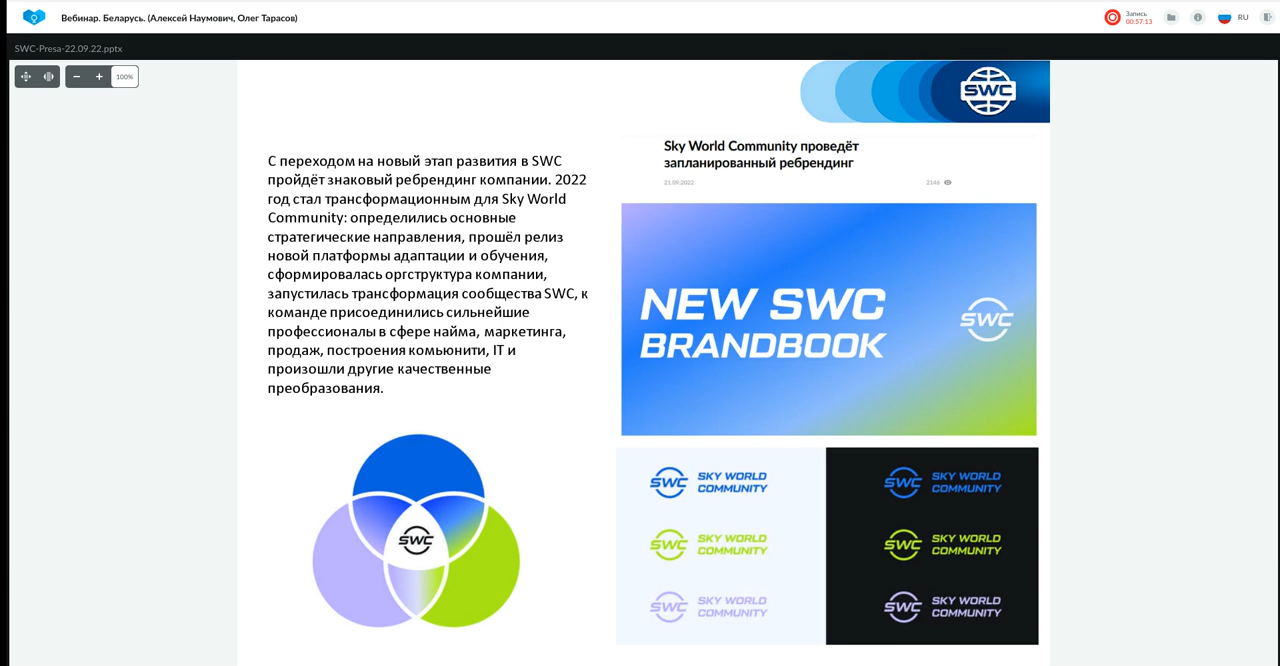 Вебинар. Беларусь. (Алексей Наумович, Олег Тарасов)
Запись
00:57:13
RU
SWC-Presa-22.09.22.pptx
100%
SWC
С переходом на новый этап развития в SWC
пройдёт знаковый ребрендинг компании. 2022
год стал трансформационным для Sky World
Community: определились основные
стратегические направления, прошёл релиз
новой платформы адаптации и обучения,
сформировалась оргструктура компании,
запустилась трансформация сообщества SWC, к
команде присоединились сильнейшие
профессионалы в сфере найма, маркетинга,
продаж, построения комьюнити, IT и
произошли другие качественные
преобразования.
SWC
Sky World Community проведёт
запланированный ребрендинг
21.09.2022
2146
NEW SWC
BRANDBOOK
SWC
SWC SKY WORLD
COMMUNITY
SWC SKY WORLD
COMMUNITY
SWC SKY WORLD
COMMUNITY
SWC SKY WORLD
COMMUNITY
SWC SKY WORLD
COMMUNITY
SWC SKY WORLD
COMMUNITY